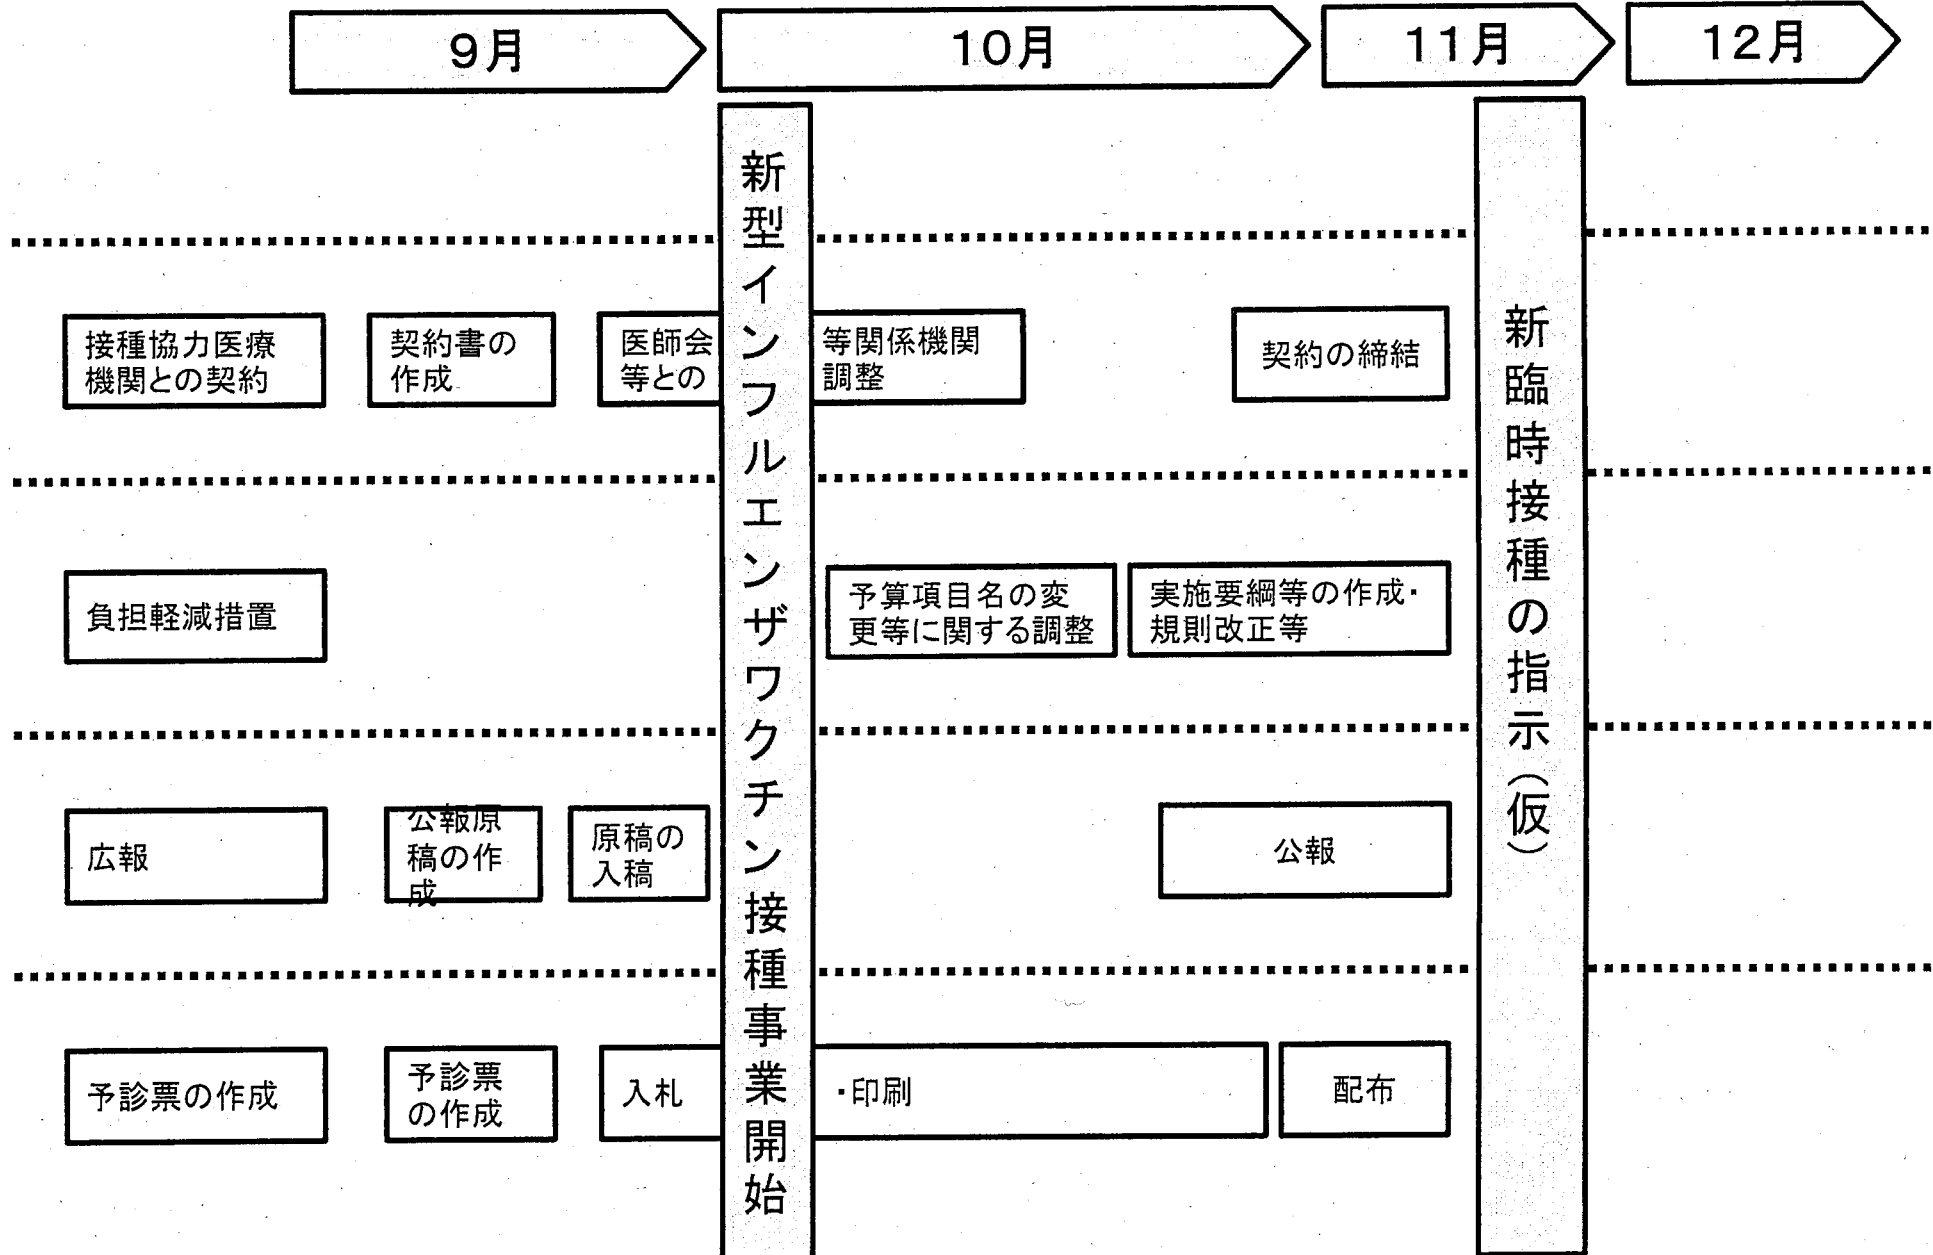 9月
10月
11月
12月
新型インフルエンザワクチン接種事業開始
新臨時接種の指示(仮)
接種協力医療
機関との契約
契約書の
作成
医師会
等との
等関係機関
調整
契約の締結
負担軽減措置
予算項目名の変
更等に関する調整
実施要綱等の作成・
規則改正等
広報
公報原
稿の作
成
原稿の
入稿
公報
予診票の作成
予診票
の作成
入札
・印刷
配布